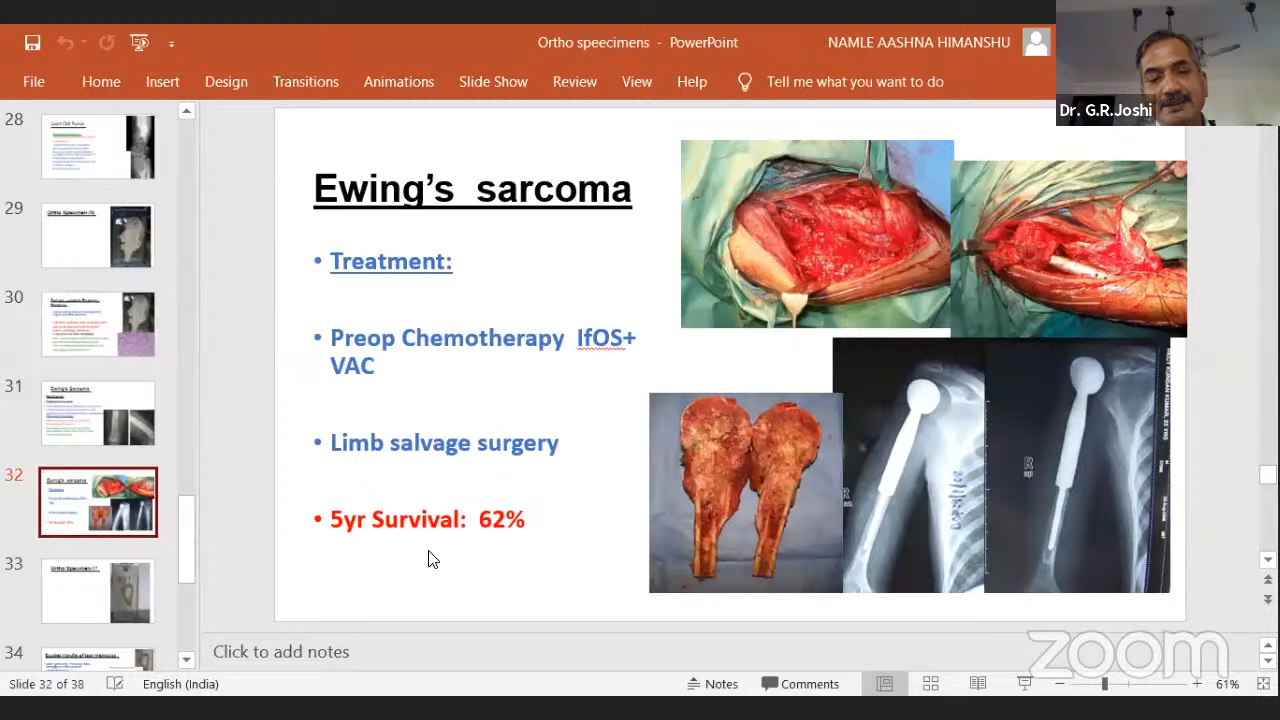 Ortho speecimens - PowerPoint
NAMLE AASHNA HIMANSHU
File Home Insert Design Transitions Animations Slide Show Review View Help Tell me what you want to do
Dr. G.R.Joshi
28
29
30
31
32
33
34
Ewing's sarcoma
Ewing’s sarcoma
• Treatment:
• Preop Chemotherapy IfOS+
VAC
• Limb salvage surgery
• 5yr Survival: 62%
R
R
Click to add notes
zoom
Slide 32 of 38 English (India) Notes Comments 61%